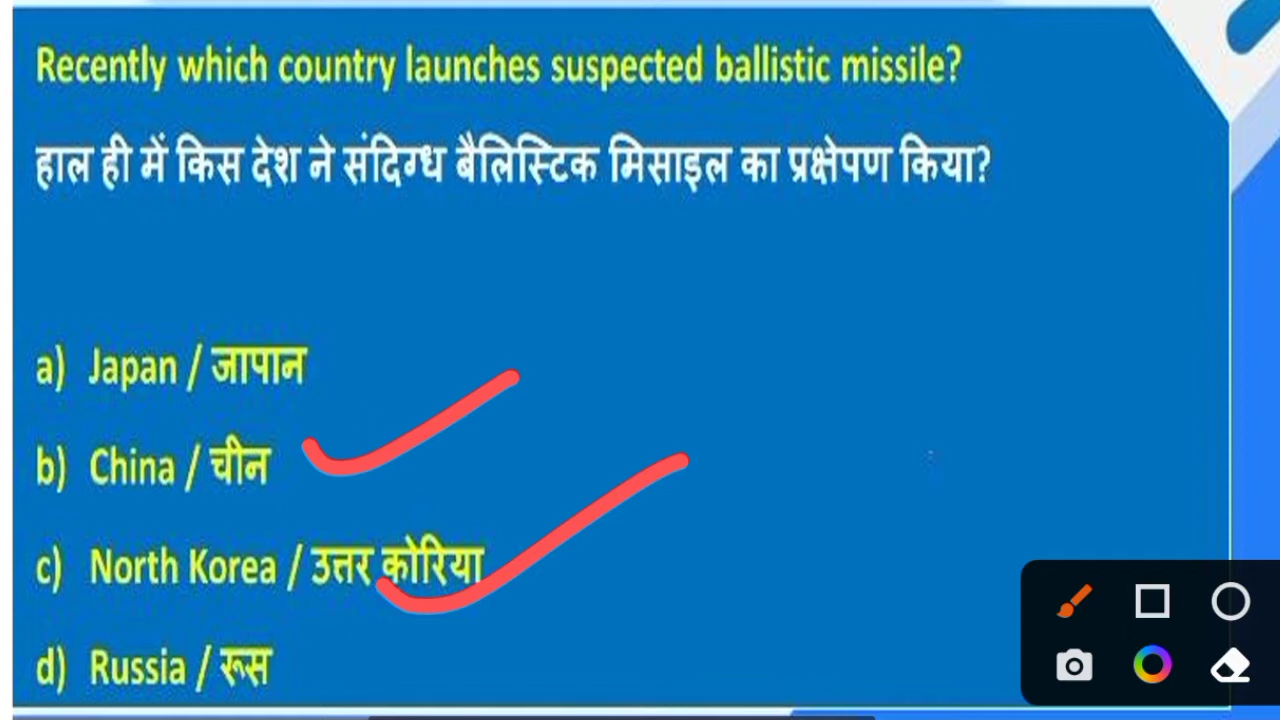 Recently which country launches suspected ballistic missile?
हाल ही में किस देश ने संदिग्ध बैलिस्टिक मिसाइल का प्रक्षेपण किया?
a) Japan / जापान
b) China / चीन
c) North Korea / उत्तर कोरिया
d) Russia / रूस